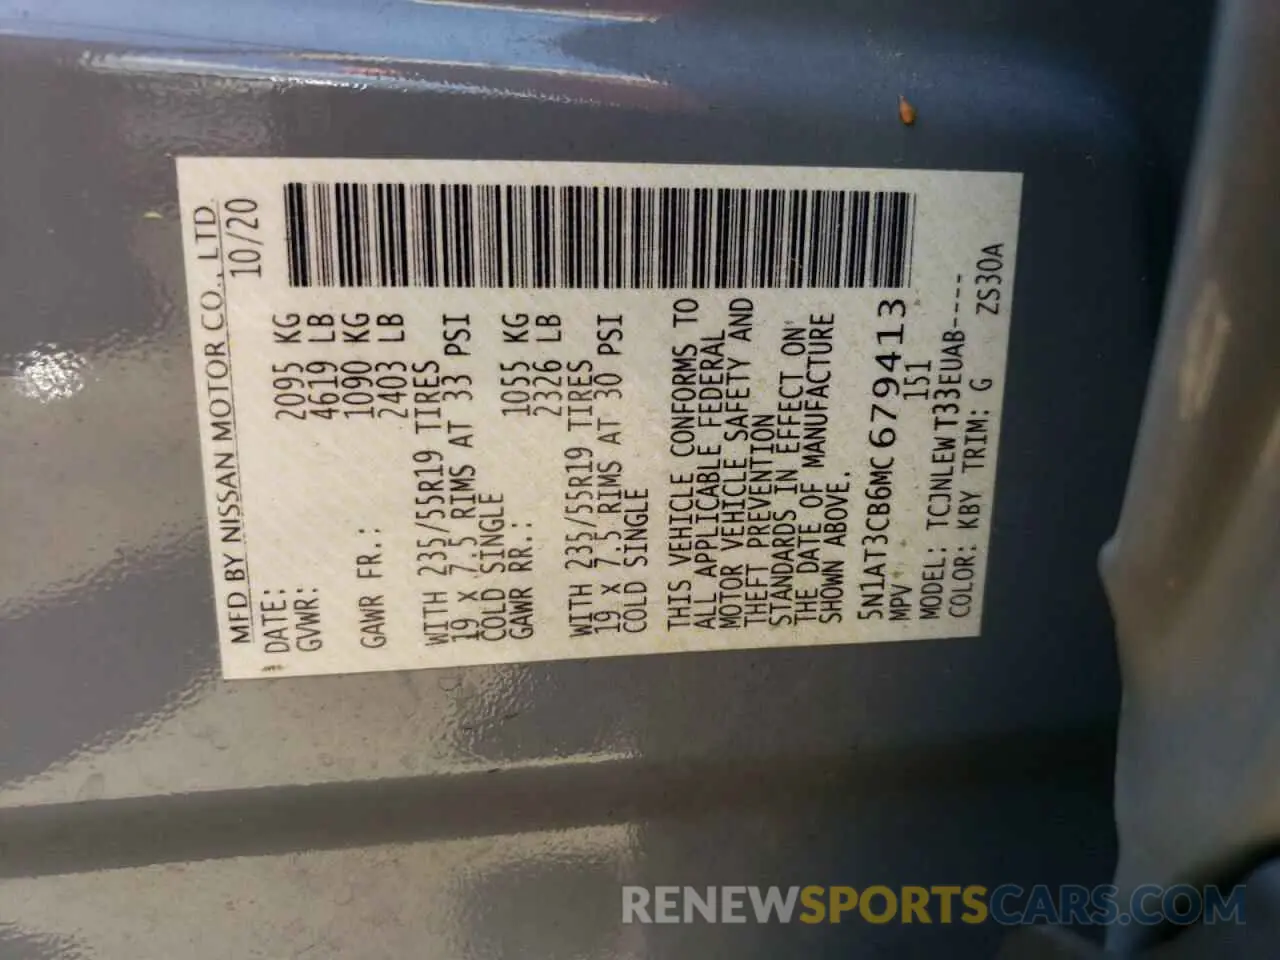 MFD BY NISSAN MOTOR CO., LTD.
DATE: 10/20
GVWR: 2095 KG
4619 LB
GAWR FR.: 1090 KG
2403 LB
WITH 235/55R19 TIRES
19 X 7.5 RIMS AT 33 PSI
COLD SINGLE
GAWR RR.: 1055 KG
2326 LB
WITH 235/55R19 TIRES
19 X 7.5 RIMS AT 30 PSI
COLD SINGLE
THIS VEHICLE CONFORMS TO
ALL APPLICABLE FEDERAL
MOTOR VEHICLE SAFETY AND
THEFT PREVENTION
STANDARDS IN EFFECT ON
THE DATE OF MANUFACTURE
SHOWN ABOVE.
5N1AT3CB6MC679413
MPV 151
MODEL: TCJNLEWT33EUAB----
COLOR: KBY TRIM: G ZS30A
RENEWSPORTSCARS.COM